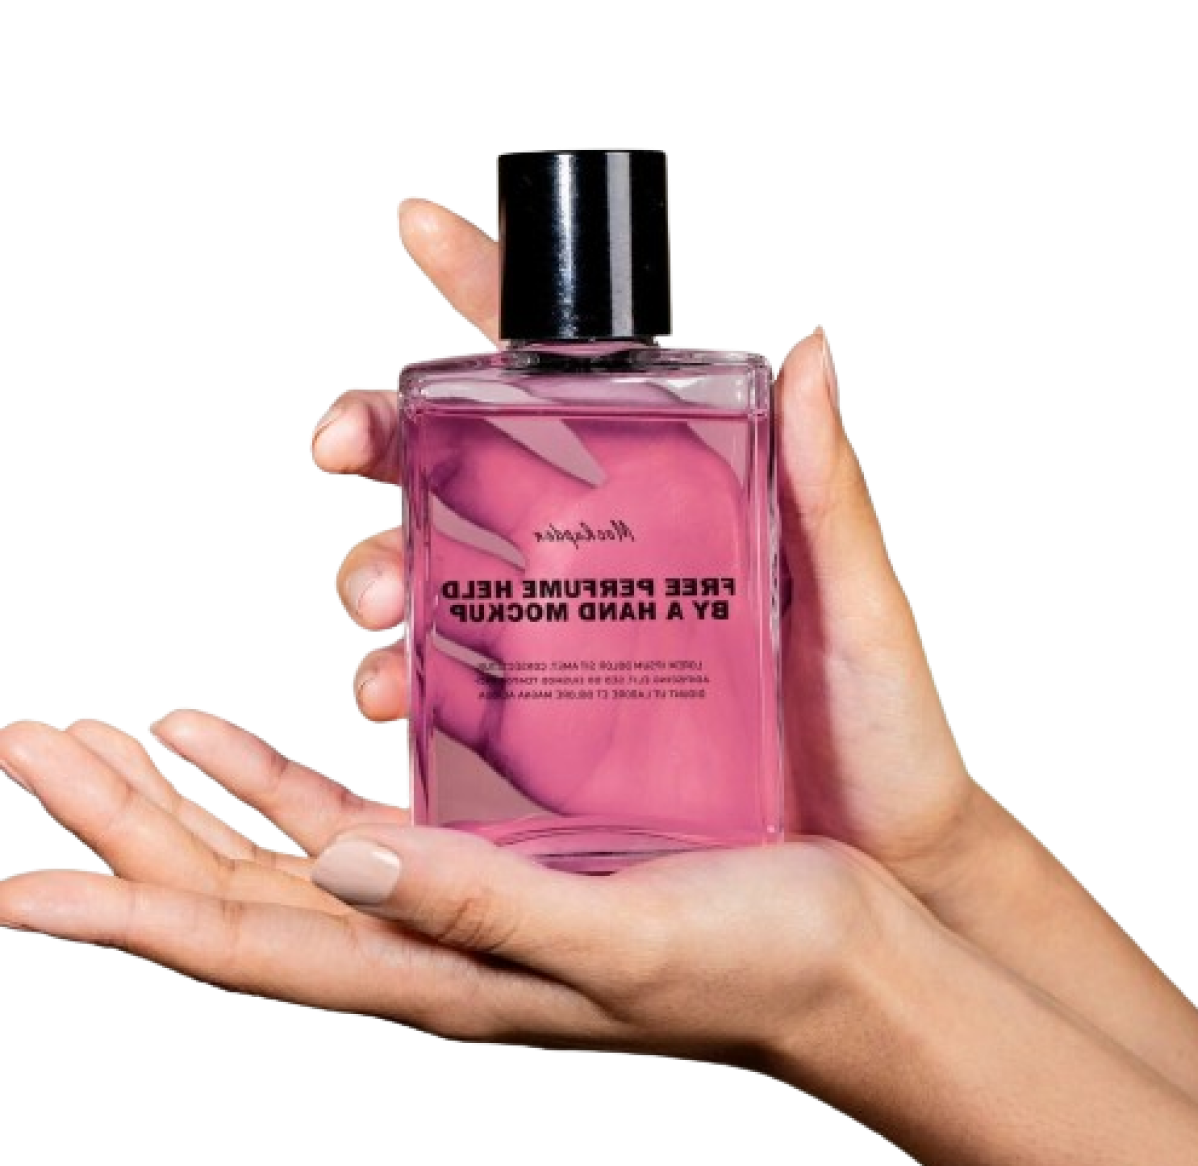 Mockupden
FREE PERFUME HELD
BY A HAND MOCKUP
LOREM IPSUM DOLOR SIT AMET, CONSECTETUR
ADIPISCING ELIT, SED DO EIUSMOD TEMPOR
UT LABORE ET DOLORE MAGNA ALIQUA